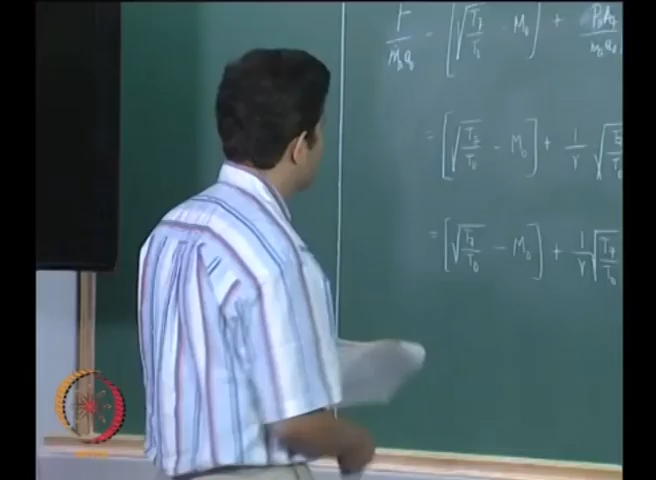 F/(ṁ₀a₀) = [√(T₇/T₀) - M₀] + P₀A₇/(ṁ₀a₀)
= [√(T₇/T₀) - M₀] + 1/γ √(T₇/T₀)
= [√(T₇/T₀) - M₀] + 1/γ √(T₇/T₀)